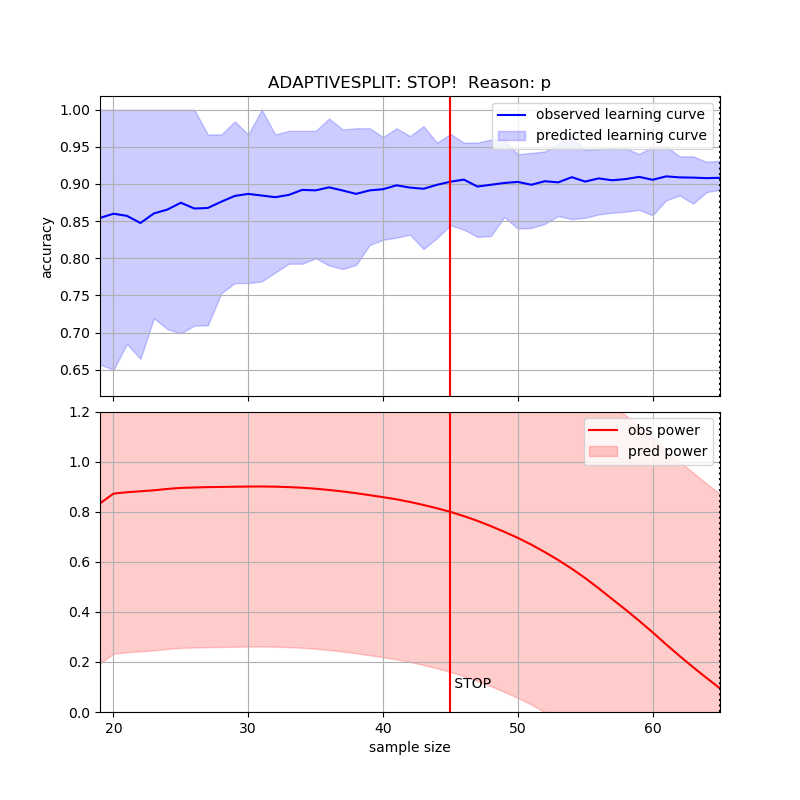 ADAPTIVESPLIT: STOP!  Reason: p
1.00
0.95
0.90
0.85
0.80
0.75
0.70
0.65
accuracy
observed learning curve
predicted learning curve
1.2
1.0
0.8
0.6
0.4
0.2
0.0
obs power
pred power
STOP
20
30
40
50
60
sample size